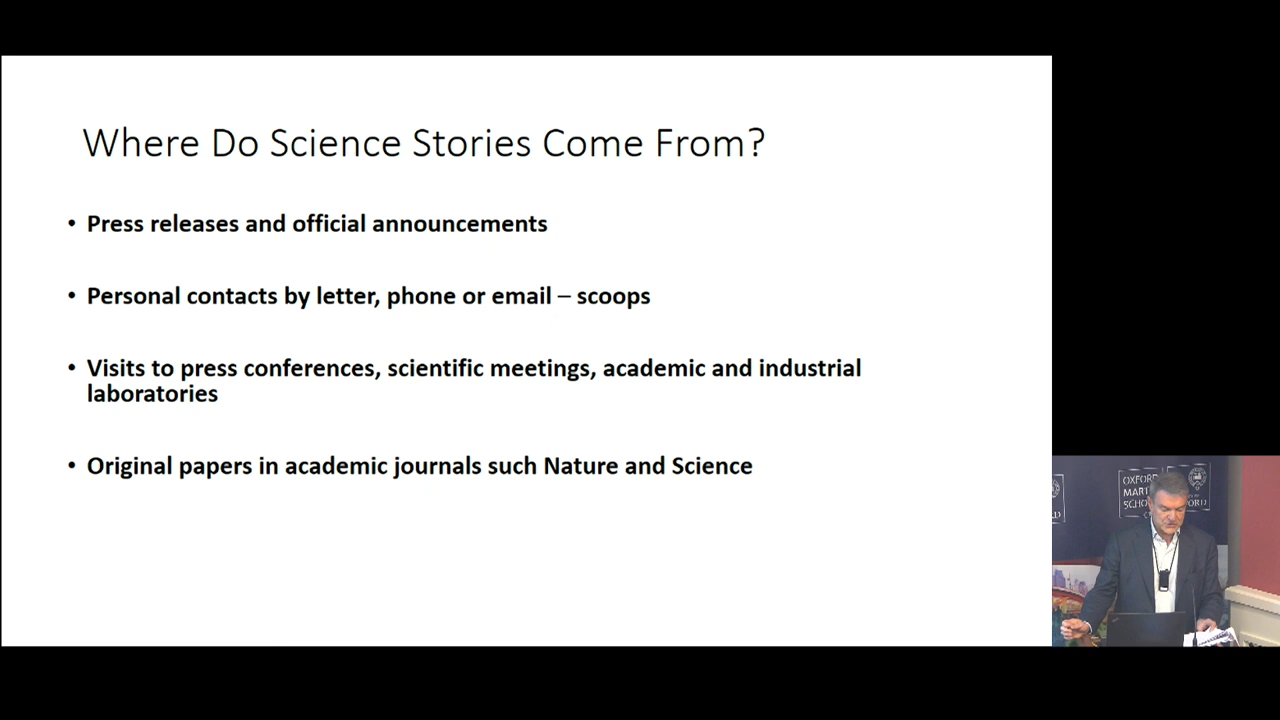 Where Do Science Stories Come From?
• Press releases and official announcements
• Personal contacts by letter, phone or email – scoops
• Visits to press conferences, scientific meetings, academic and industrial
laboratories
• Original papers in academic journals such Nature and Science
OXFORD